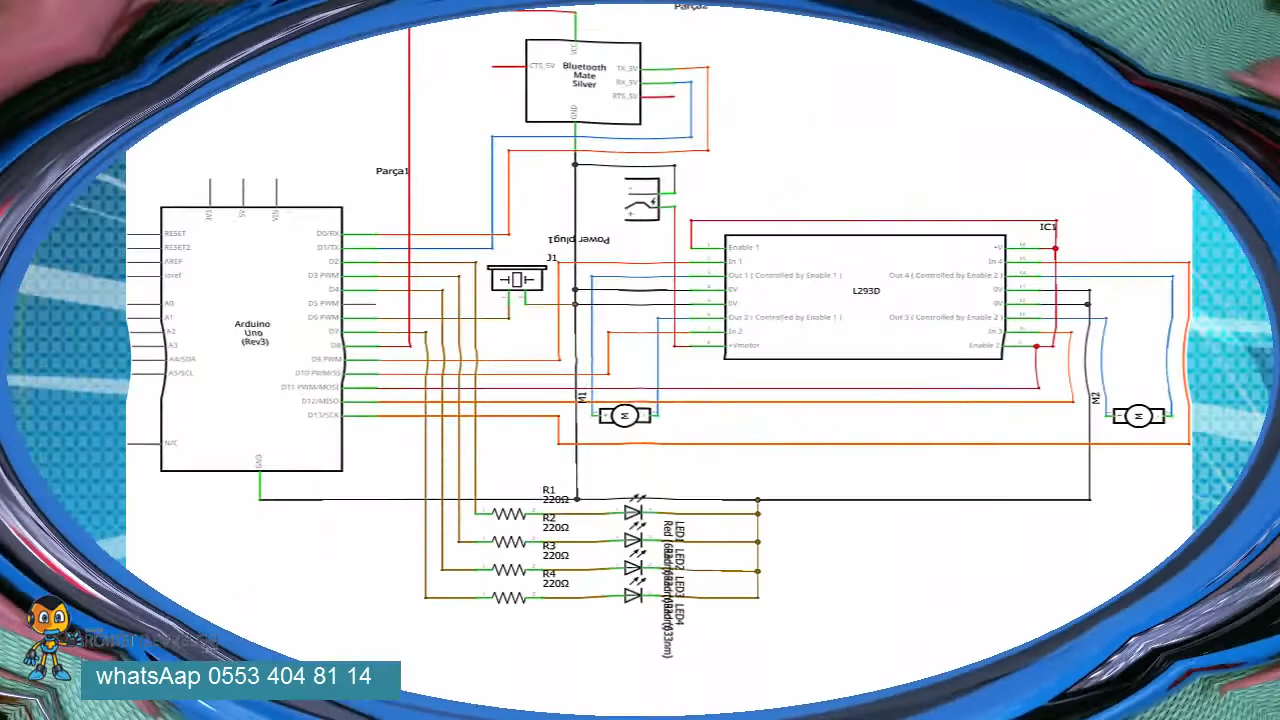 Parça2
VCC
CTS_5V
Bluetooth
Mate
Silver
TX_5V
RX_5V
RTS_5V
GND
Parça1
3V3
5V
VIN
RESET
RESET2
AREF
ioref
A0
A1
A2
A3
A4/SDA
A5/SCL
N/C
Arduino
Uno
(Rev3)
D0/RX
D1/TX
D2
D3 PWM
D4
D5 PWM
D6 PWM
D7
D8
D9 PWM
D10 PWM/SS
D11 PWM/MOSI
D12/MISO
D13/SCK
GND
-
+
Power plug1
J1
IC1
Enable 1
In 1
Out 1 ( Controlled by Enable 1 )
0V
0V
Out 2 ( Controlled by Enable 1 )
In 2
+Vmotor
L293D
+V
In 4
Out 4 ( Controlled by Enable 2 )
0V
0V
Out 3 ( Controlled by Enable 2 )
In 3
Enable 2
M1
M
M2
M
R1
220Ω
R2
220Ω
R3
220Ω
R4
220Ω
LED1
LED2
LED3
LED4
whatsAap 0553 404 81 14